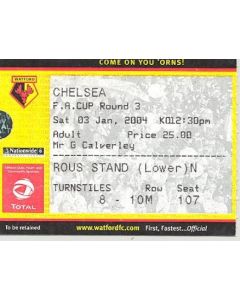 COME ON YOU 'ORNS!
WATFORD
CHELSEA
F.A.CUP Round 3
Sat 03 Jan, 2004 KO12:30pm
Adult Price 25.00
Mr G Calverley
Nationwide
ROUS STAND (Lower)N
TURNSTILES Row Seat
8 - 10M 107
TOTAL
To be retained www.watfordfc.com First, Fastest...Official